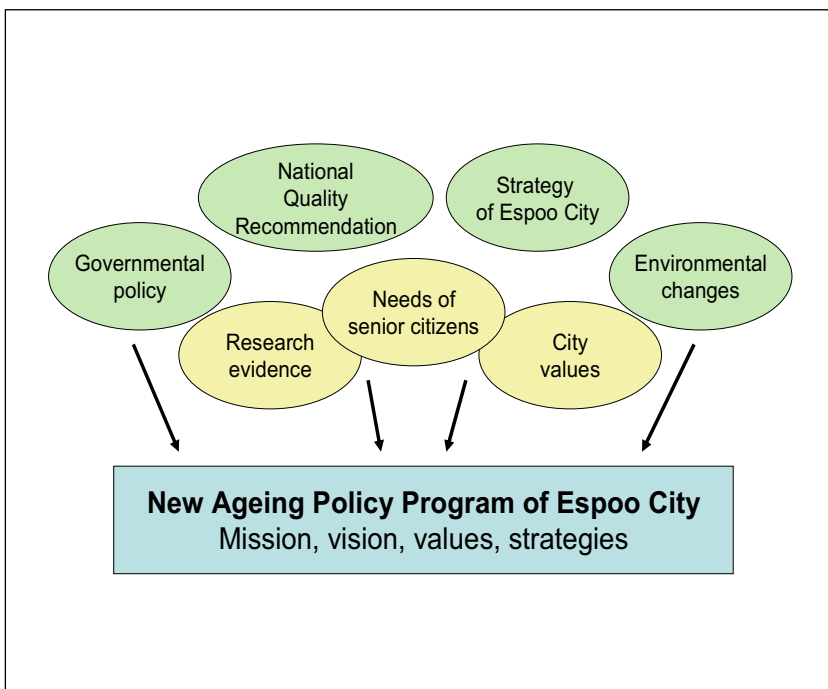 National
Quality
Recommendation
Strategy
of Espoo City
Governmental
policy
Environmental
changes
Needs of
senior citizens
Research
evidence
City
values
New Ageing Policy Program of Espoo City
Mission, vision, values, strategies